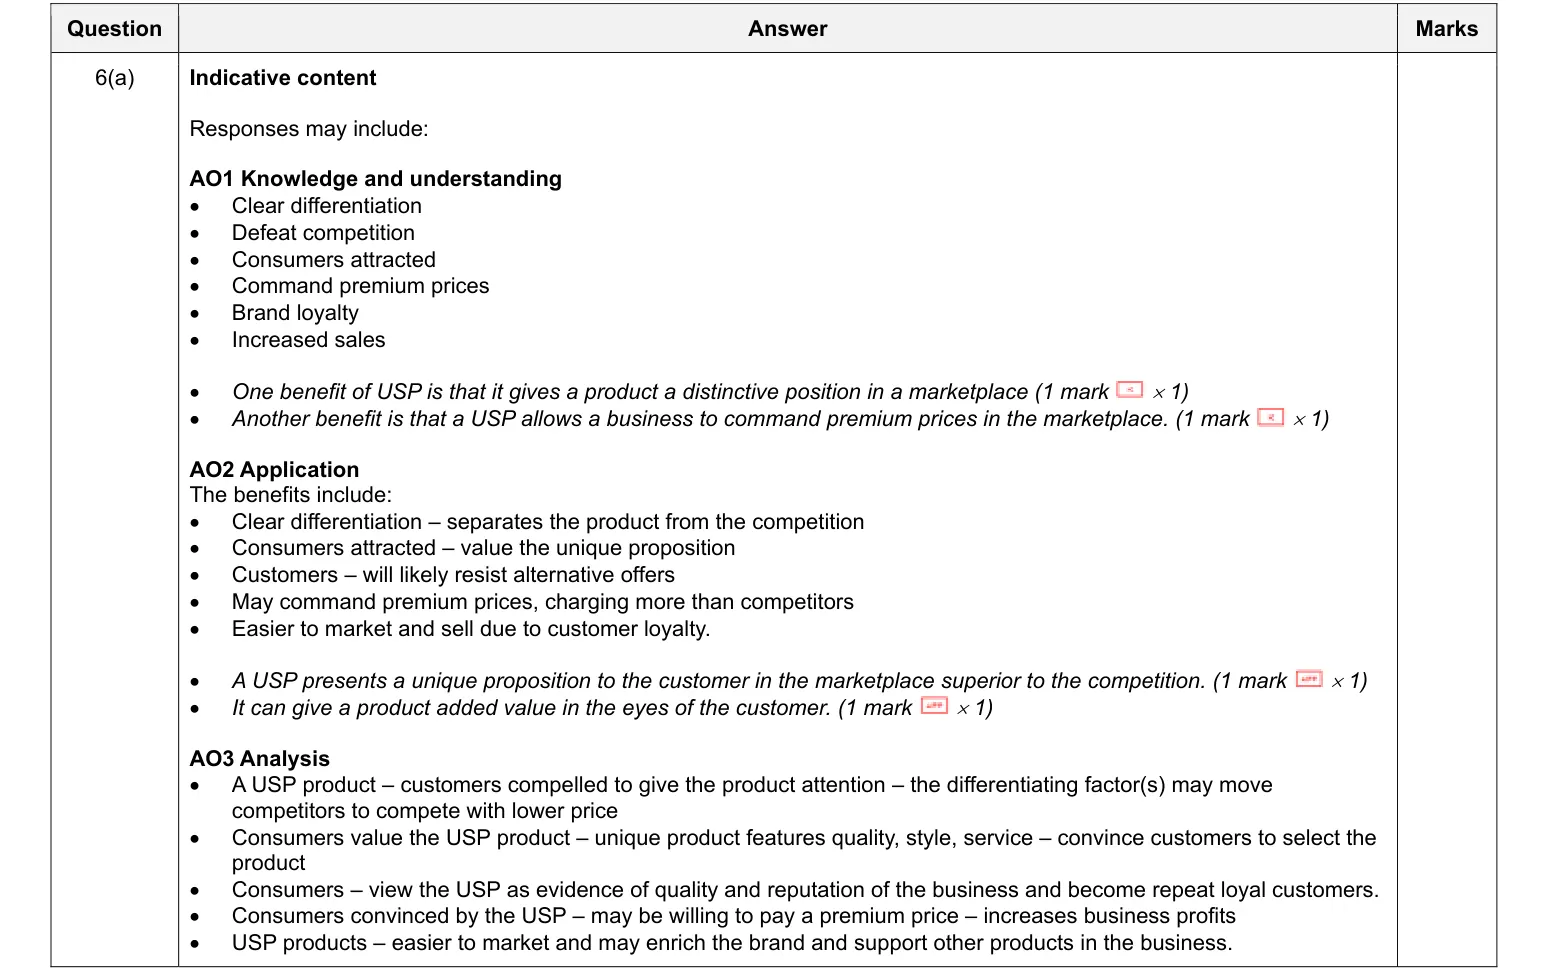 Question Answer Marks
6(a) Indicative content
Responses may include:
AO1 Knowledge and understanding
• Clear differentiation
• Defeat competition
• Consumers attracted
• Command premium prices
• Brand loyalty
• Increased sales
• One benefit of USP is that it gives a product a distinctive position in a marketplace (1 mark × 1)
• Another benefit is that a USP allows a business to command premium prices in the marketplace. (1 mark × 1)
AO2 Application
The benefits include:
• Clear differentiation – separates the product from the competition
• Consumers attracted – value the unique proposition
• Customers – will likely resist alternative offers
• May command premium prices, charging more than competitors
• Easier to market and sell due to customer loyalty.
• A USP presents a unique proposition to the customer in the marketplace superior to the competition. (1 mark × 1)
• It can give a product added value in the eyes of the customer. (1 mark × 1)
AO3 Analysis
• A USP product – customers compelled to give the product attention – the differentiating factor(s) may move
competitors to compete with lower price
• Consumers value the USP product – unique product features quality, style, service – convince customers to select the
product
• Consumers – view the USP as evidence of quality and reputation of the business and become repeat loyal customers.
• Consumers convinced by the USP – may be willing to pay a premium price – increases business profits
• USP products – easier to market and may enrich the brand and support other products in the business.